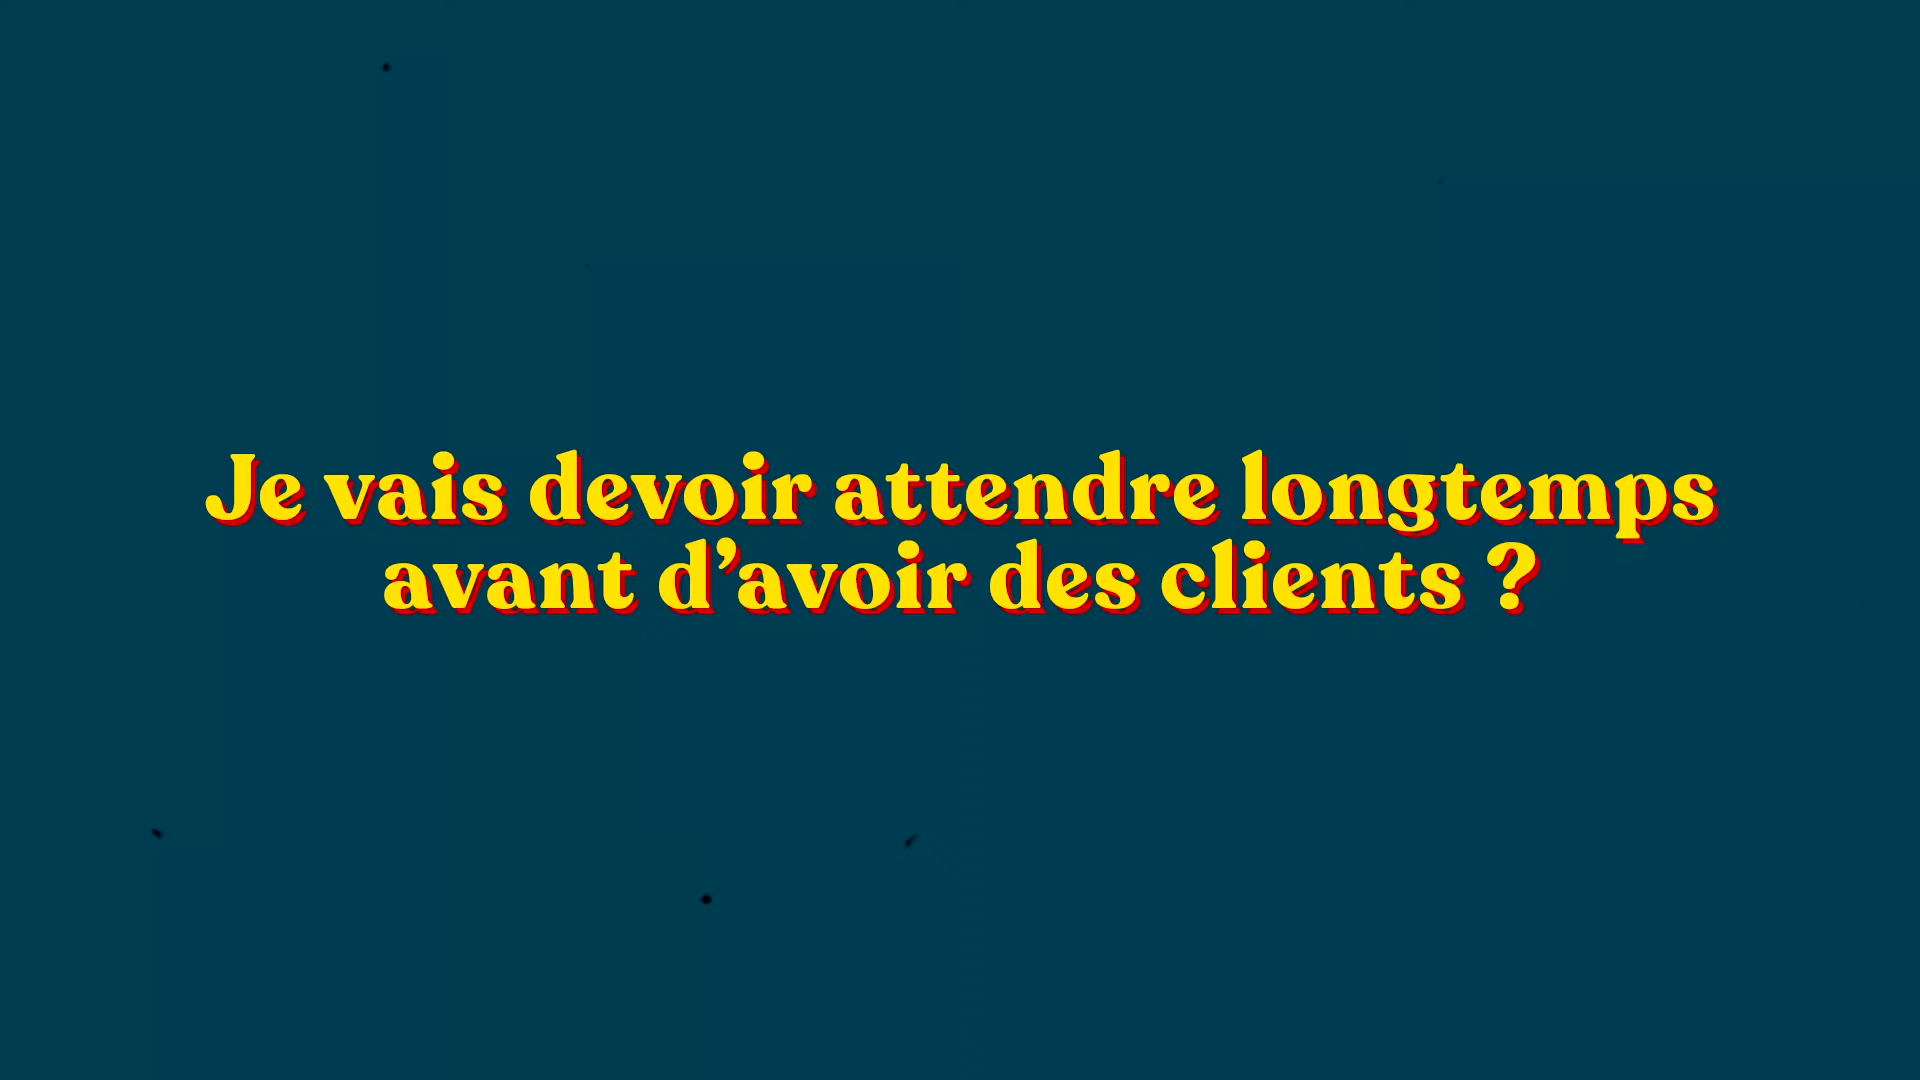 Je vais devoir attendre longtemps
avant d’avoir des clients ?